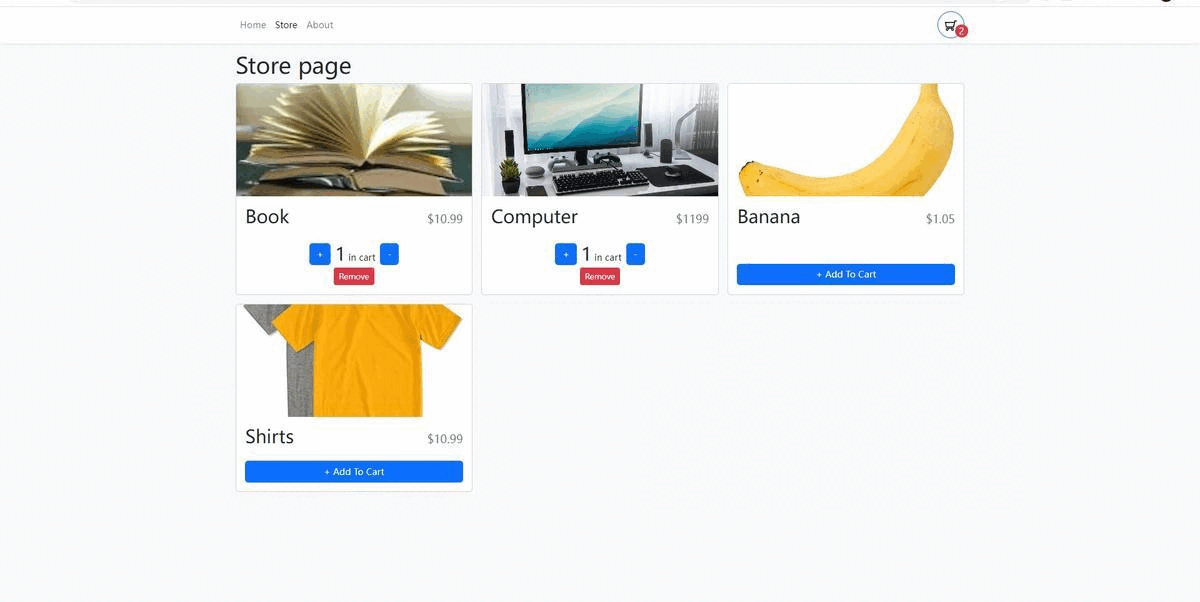 Home Store About
2
Store page
Book $10.99
+ 1 in cart -
Remove
Computer $1199
+ 1 in cart -
Remove
Banana $1.05
+ Add To Cart
Shirts $10.99
+ Add To Cart